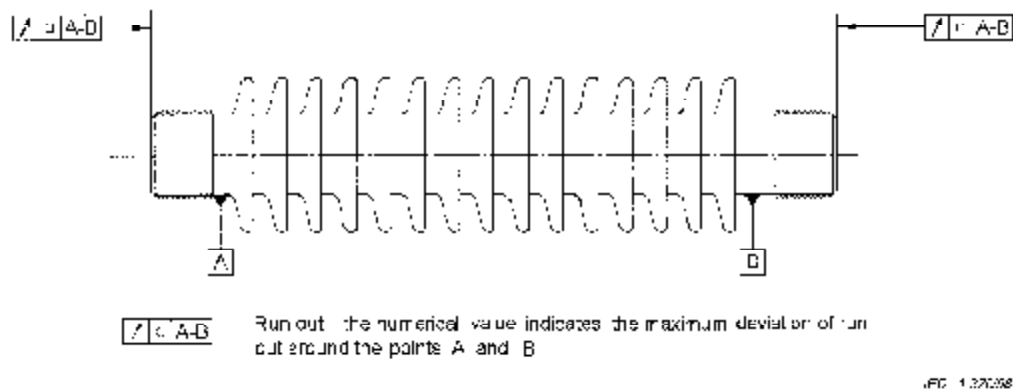 A-B
A-B
A
B
A-B
Run out the numerical value indicates the maximum deviation of run
out around the points A and B